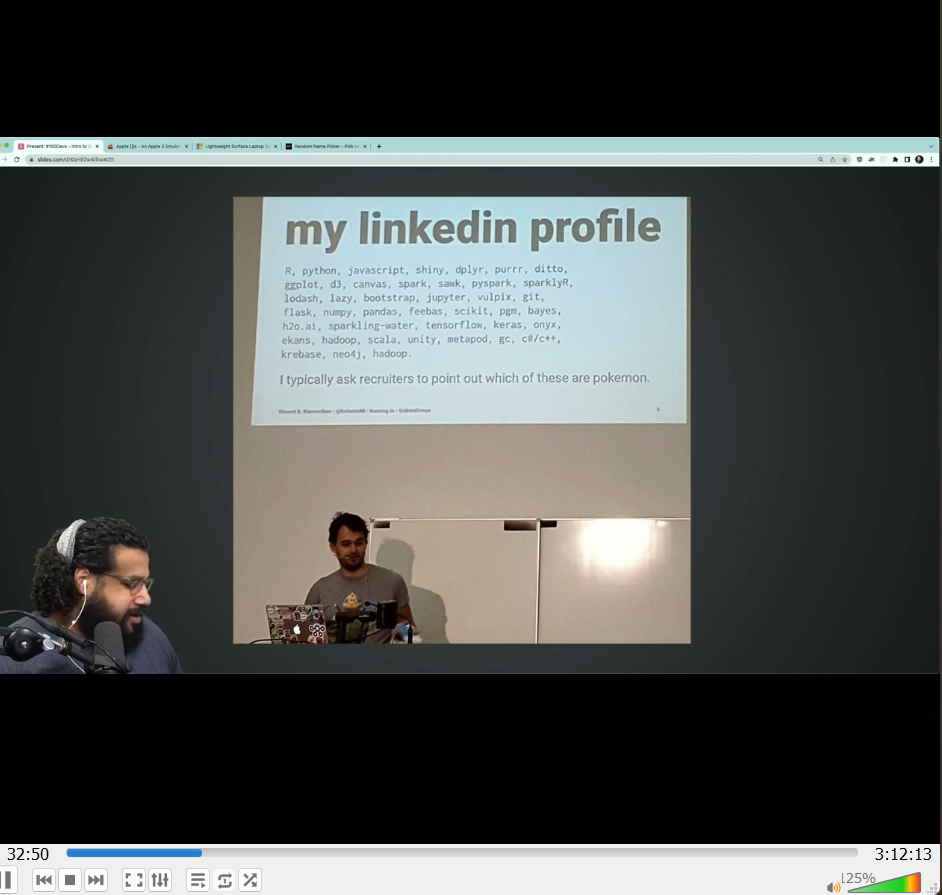 Present: #100Devs - Intro to
Apple ][js - An Apple 2 Emulat
Lightweight Surface Laptop
Random Name Picker - Pick
my linkedin profile
R, python, javascript, shiny, dplyr, purrr, ditto,
ggplot, d3, canvas, spark, sawk, pyspark, sparklyR,
lodash, lazy, bootstrap, jupyter, vulpix, git,
flask, numpy, pandas, feebas, scikit, pgm, bayes,
h2o.ai, sparkling-water, tensorflow, keras, onyx,
ekans, hadoop, scala, unity, metapod, gc, c#/c++,
krebase, neo4j, hadoop.
I typically ask recruiters to point out which of these are pokemon.
32:50
3:12:13
125%